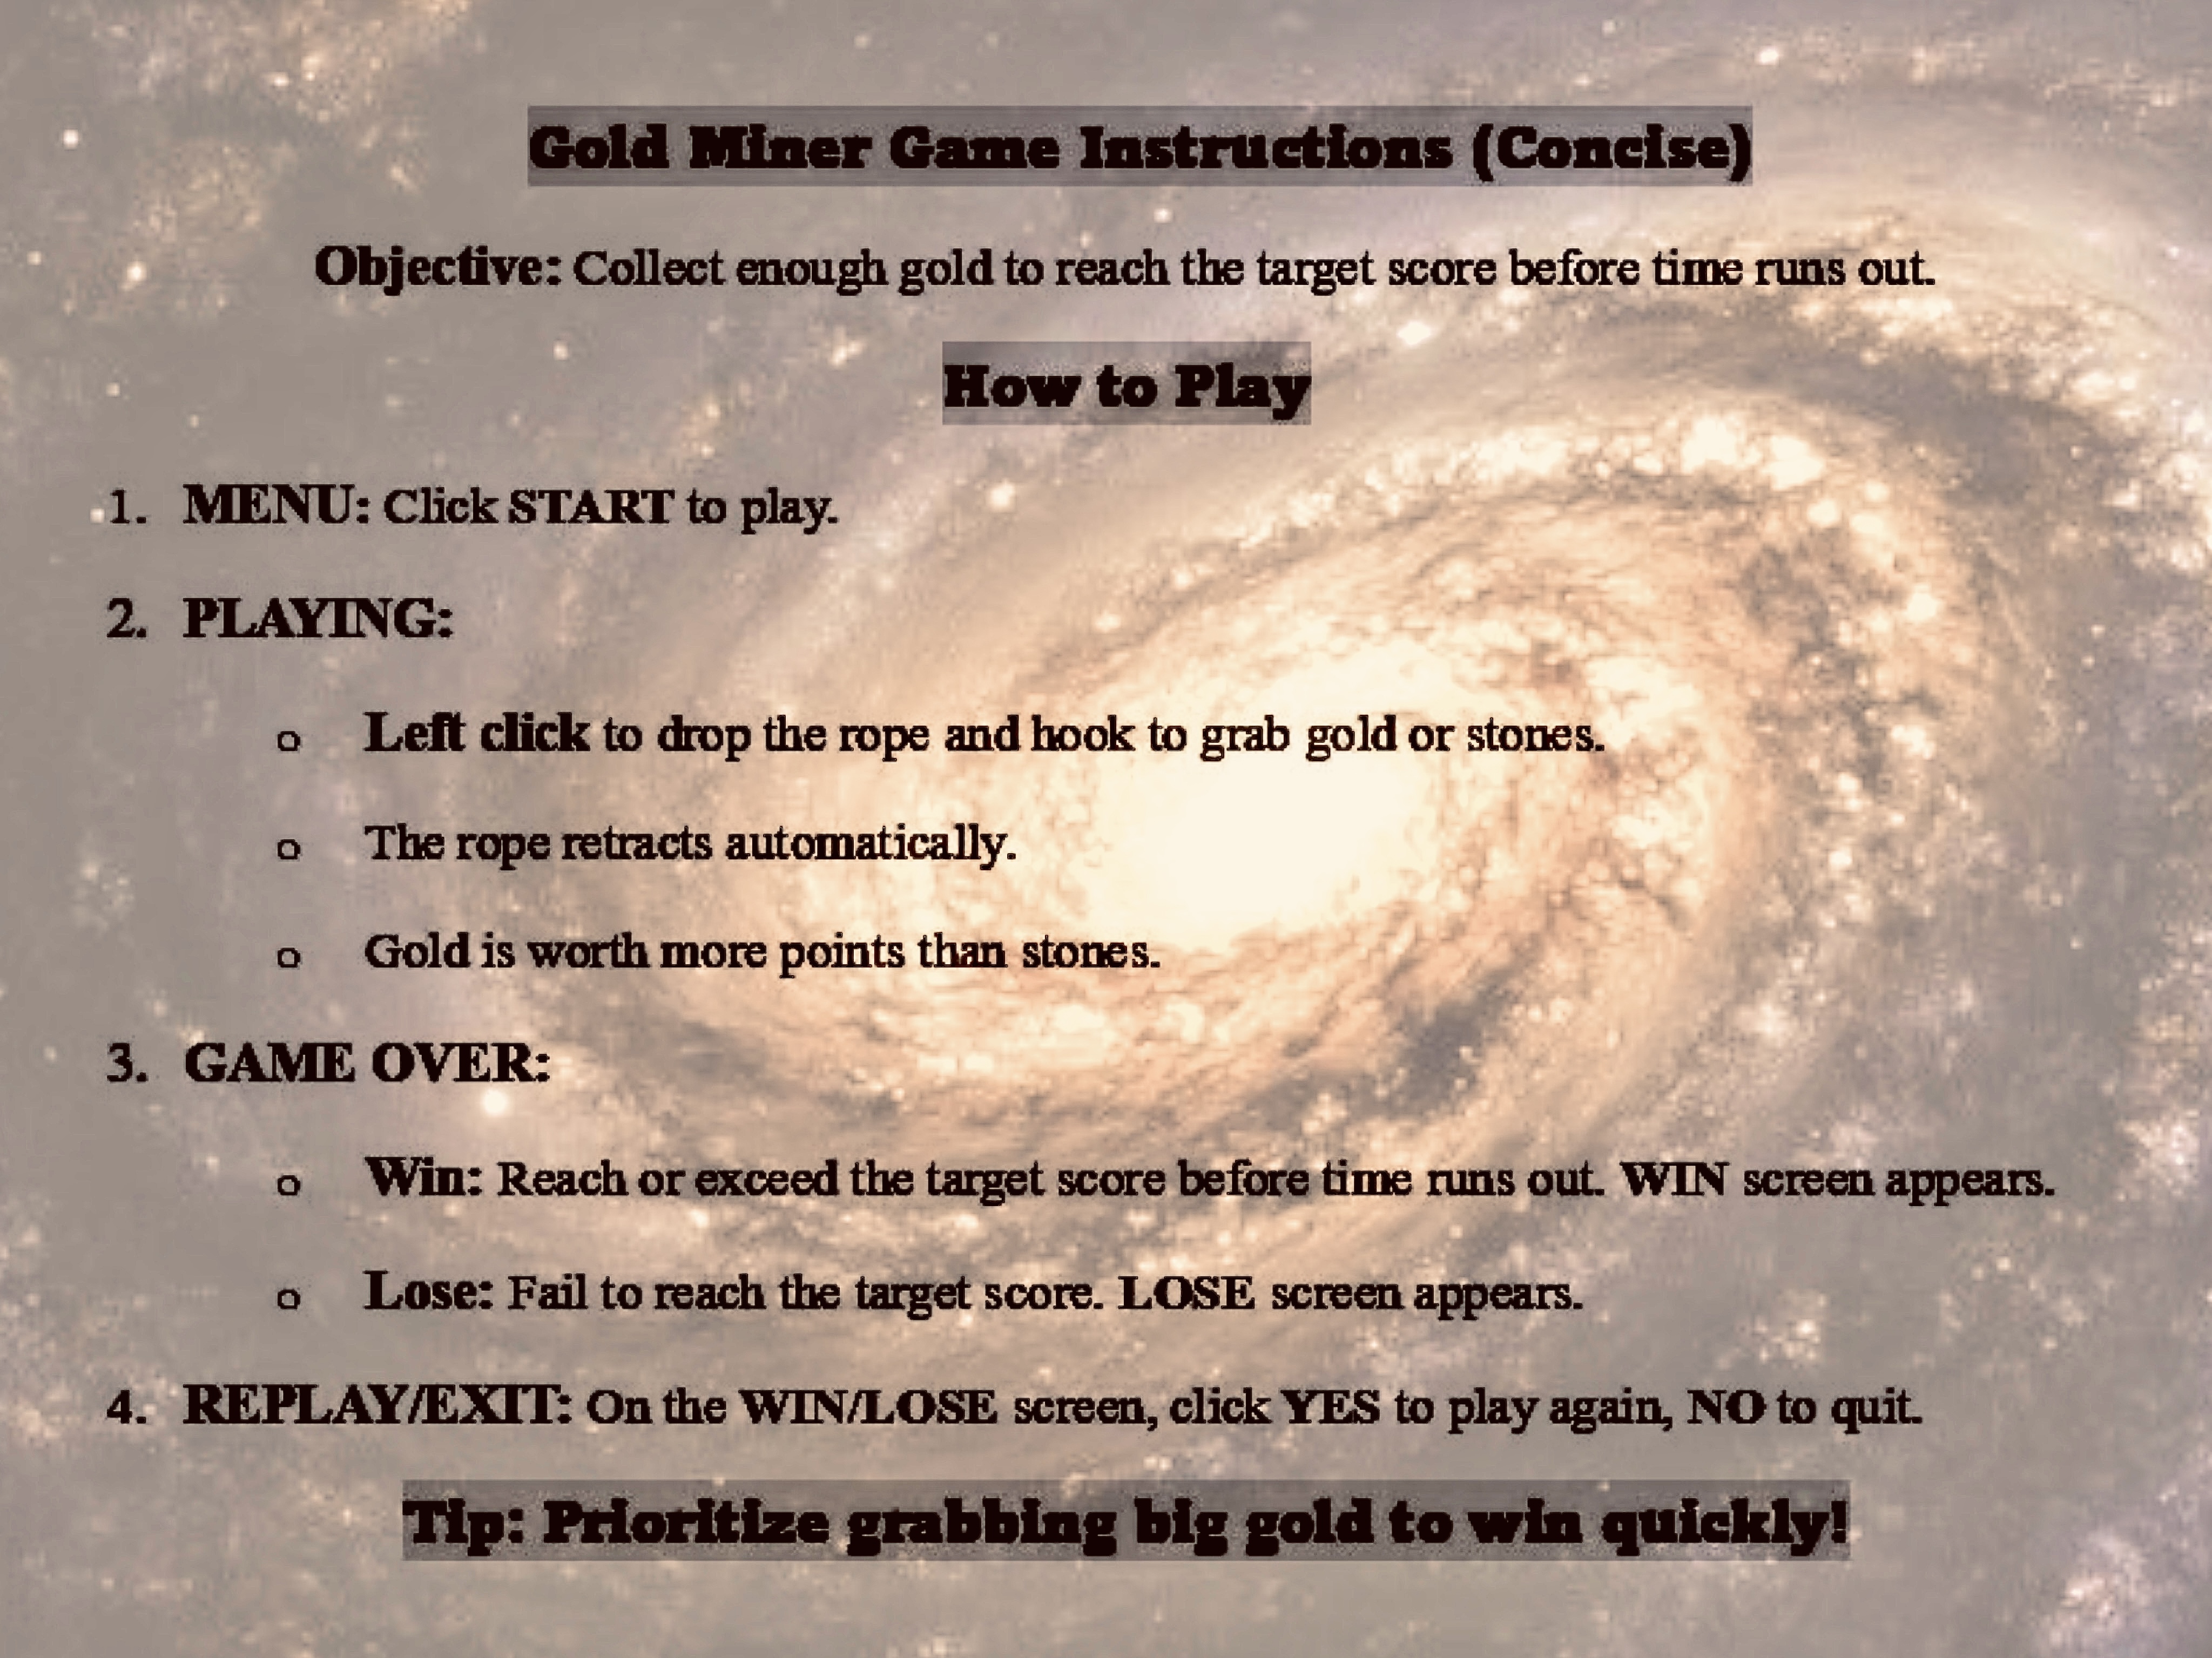 Gold Miner Game Instructions (Concise)
Objective: Collect enough gold to reach the target score before time runs out.
How to Play
1. MENU: Click START to play.
2. PLAYING:
o Left click to drop the rope and hook to grab gold or stones.
o The rope retracts automatically.
o Gold is worth more points than stones.
3. GAME OVER:
o Win: Reach or exceed the target score before time runs out. WIN screen appears.
o Lose: Fail to reach the target score. LOSE screen appears.
4. REPLAY/EXIT: On the WIN/LOSE screen, click YES to play again, NO to quit.
Tip: Prioritize grabbing big gold to win quickly!